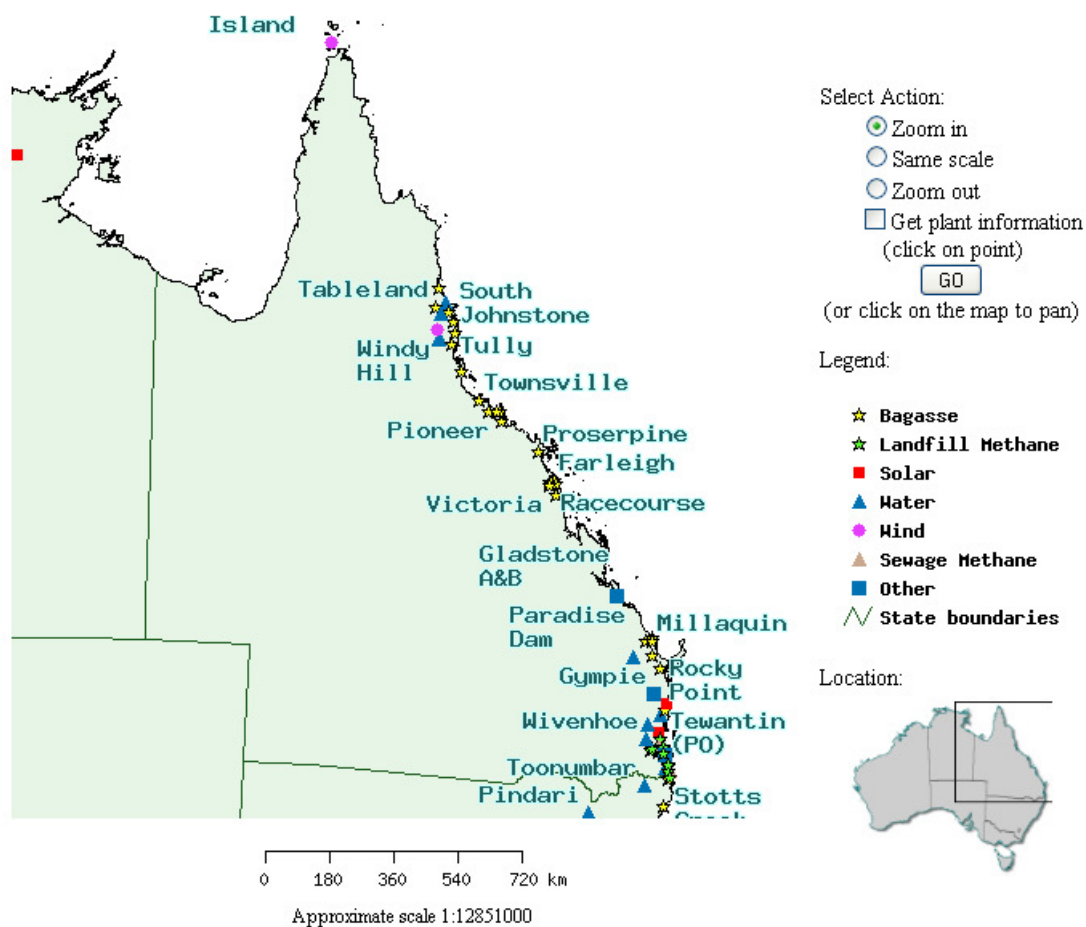 Island
Tableland
South
Johnstone
Windy
Hill
Tully
Townsville
Pioneer
Proserpine
Farleigh
Victoria
Racecourse
Gladstone
A&B
Paradise
Dam
Millaquin
Gympie
Rocky
Point
Wivenhoe
Tewantin
(PO)
Toonumbar
Pindari
Stotts
0 180 360 540 720 km
Approximate scale 1:12851000
Select Action:
Zoom in
Same scale
Zoom out
Get plant information
(click on point)
GO
(or click on the map to pan)
Legend:
Bagasse
Landfill Methane
Solar
Water
Wind
Sewage Methane
Other
State boundaries
Location: